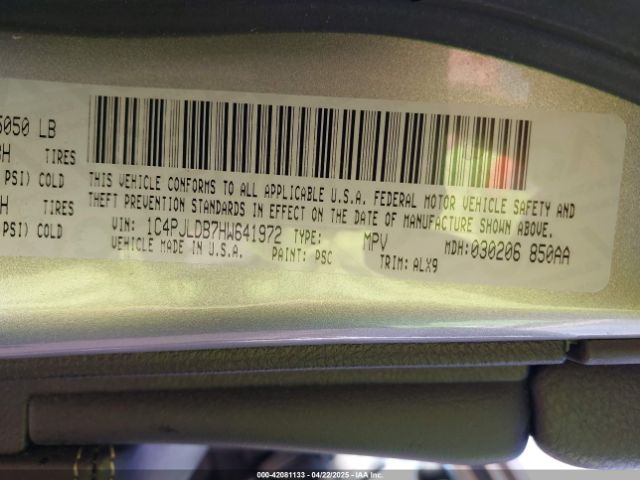 5050 LB
TIRES
PSI) COLD
TIRES
PSI) COLD
THIS VEHICLE CONFORMS TO ALL APPLICABLE U.S.A. FEDERAL MOTOR VEHICLE SAFETY AND
THEFT PREVENTION STANDARDS IN EFFECT ON THE DATE OF MANUFACTURE SHOWN ABOVE.
VIN: 1C4PJLDB7HW641972 TYPE: MPV MDH:030206 850AA
VEHICLE MADE IN U.S.A. PAINT: PSC TRIM: ALX9
000-42081133 - 04/22/2025 - IAA Inc.